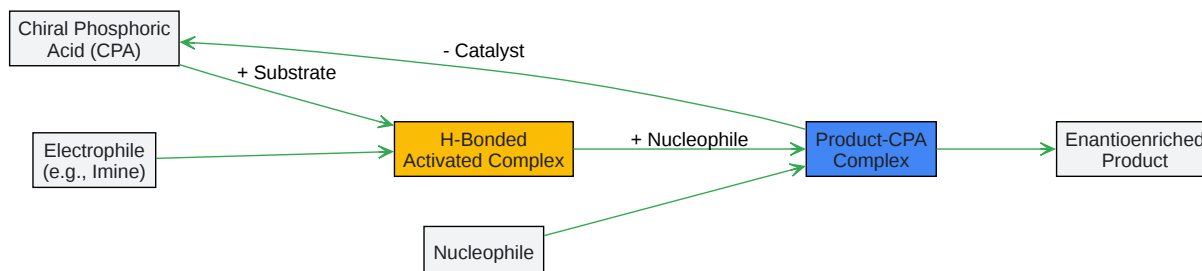 Chiral Phosphoric
Acid (CPA)
- Catalyst
+ Substrate
Electrophile
(e.g., Imine)
H-Bonded
Activated Complex
+ Nucleophile
Product-CPA
Complex
Enantioenriched
Product
Nucleophile